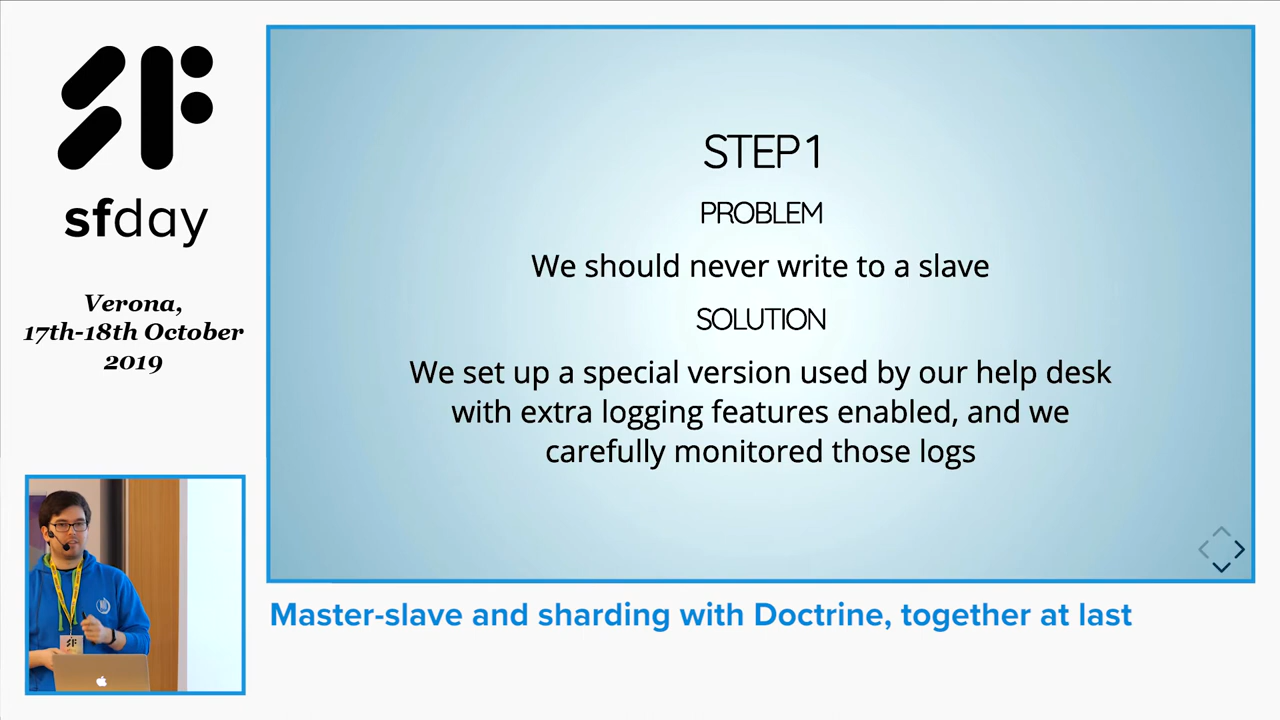 sfday
Verona,
17th-18th October
2019
STEP 1
PROBLEM
We should never write to a slave
SOLUTION
We set up a special version used by our help desk
with extra logging features enabled, and we
carefully monitored those logs
Master-slave and sharding with Doctrine, together at last